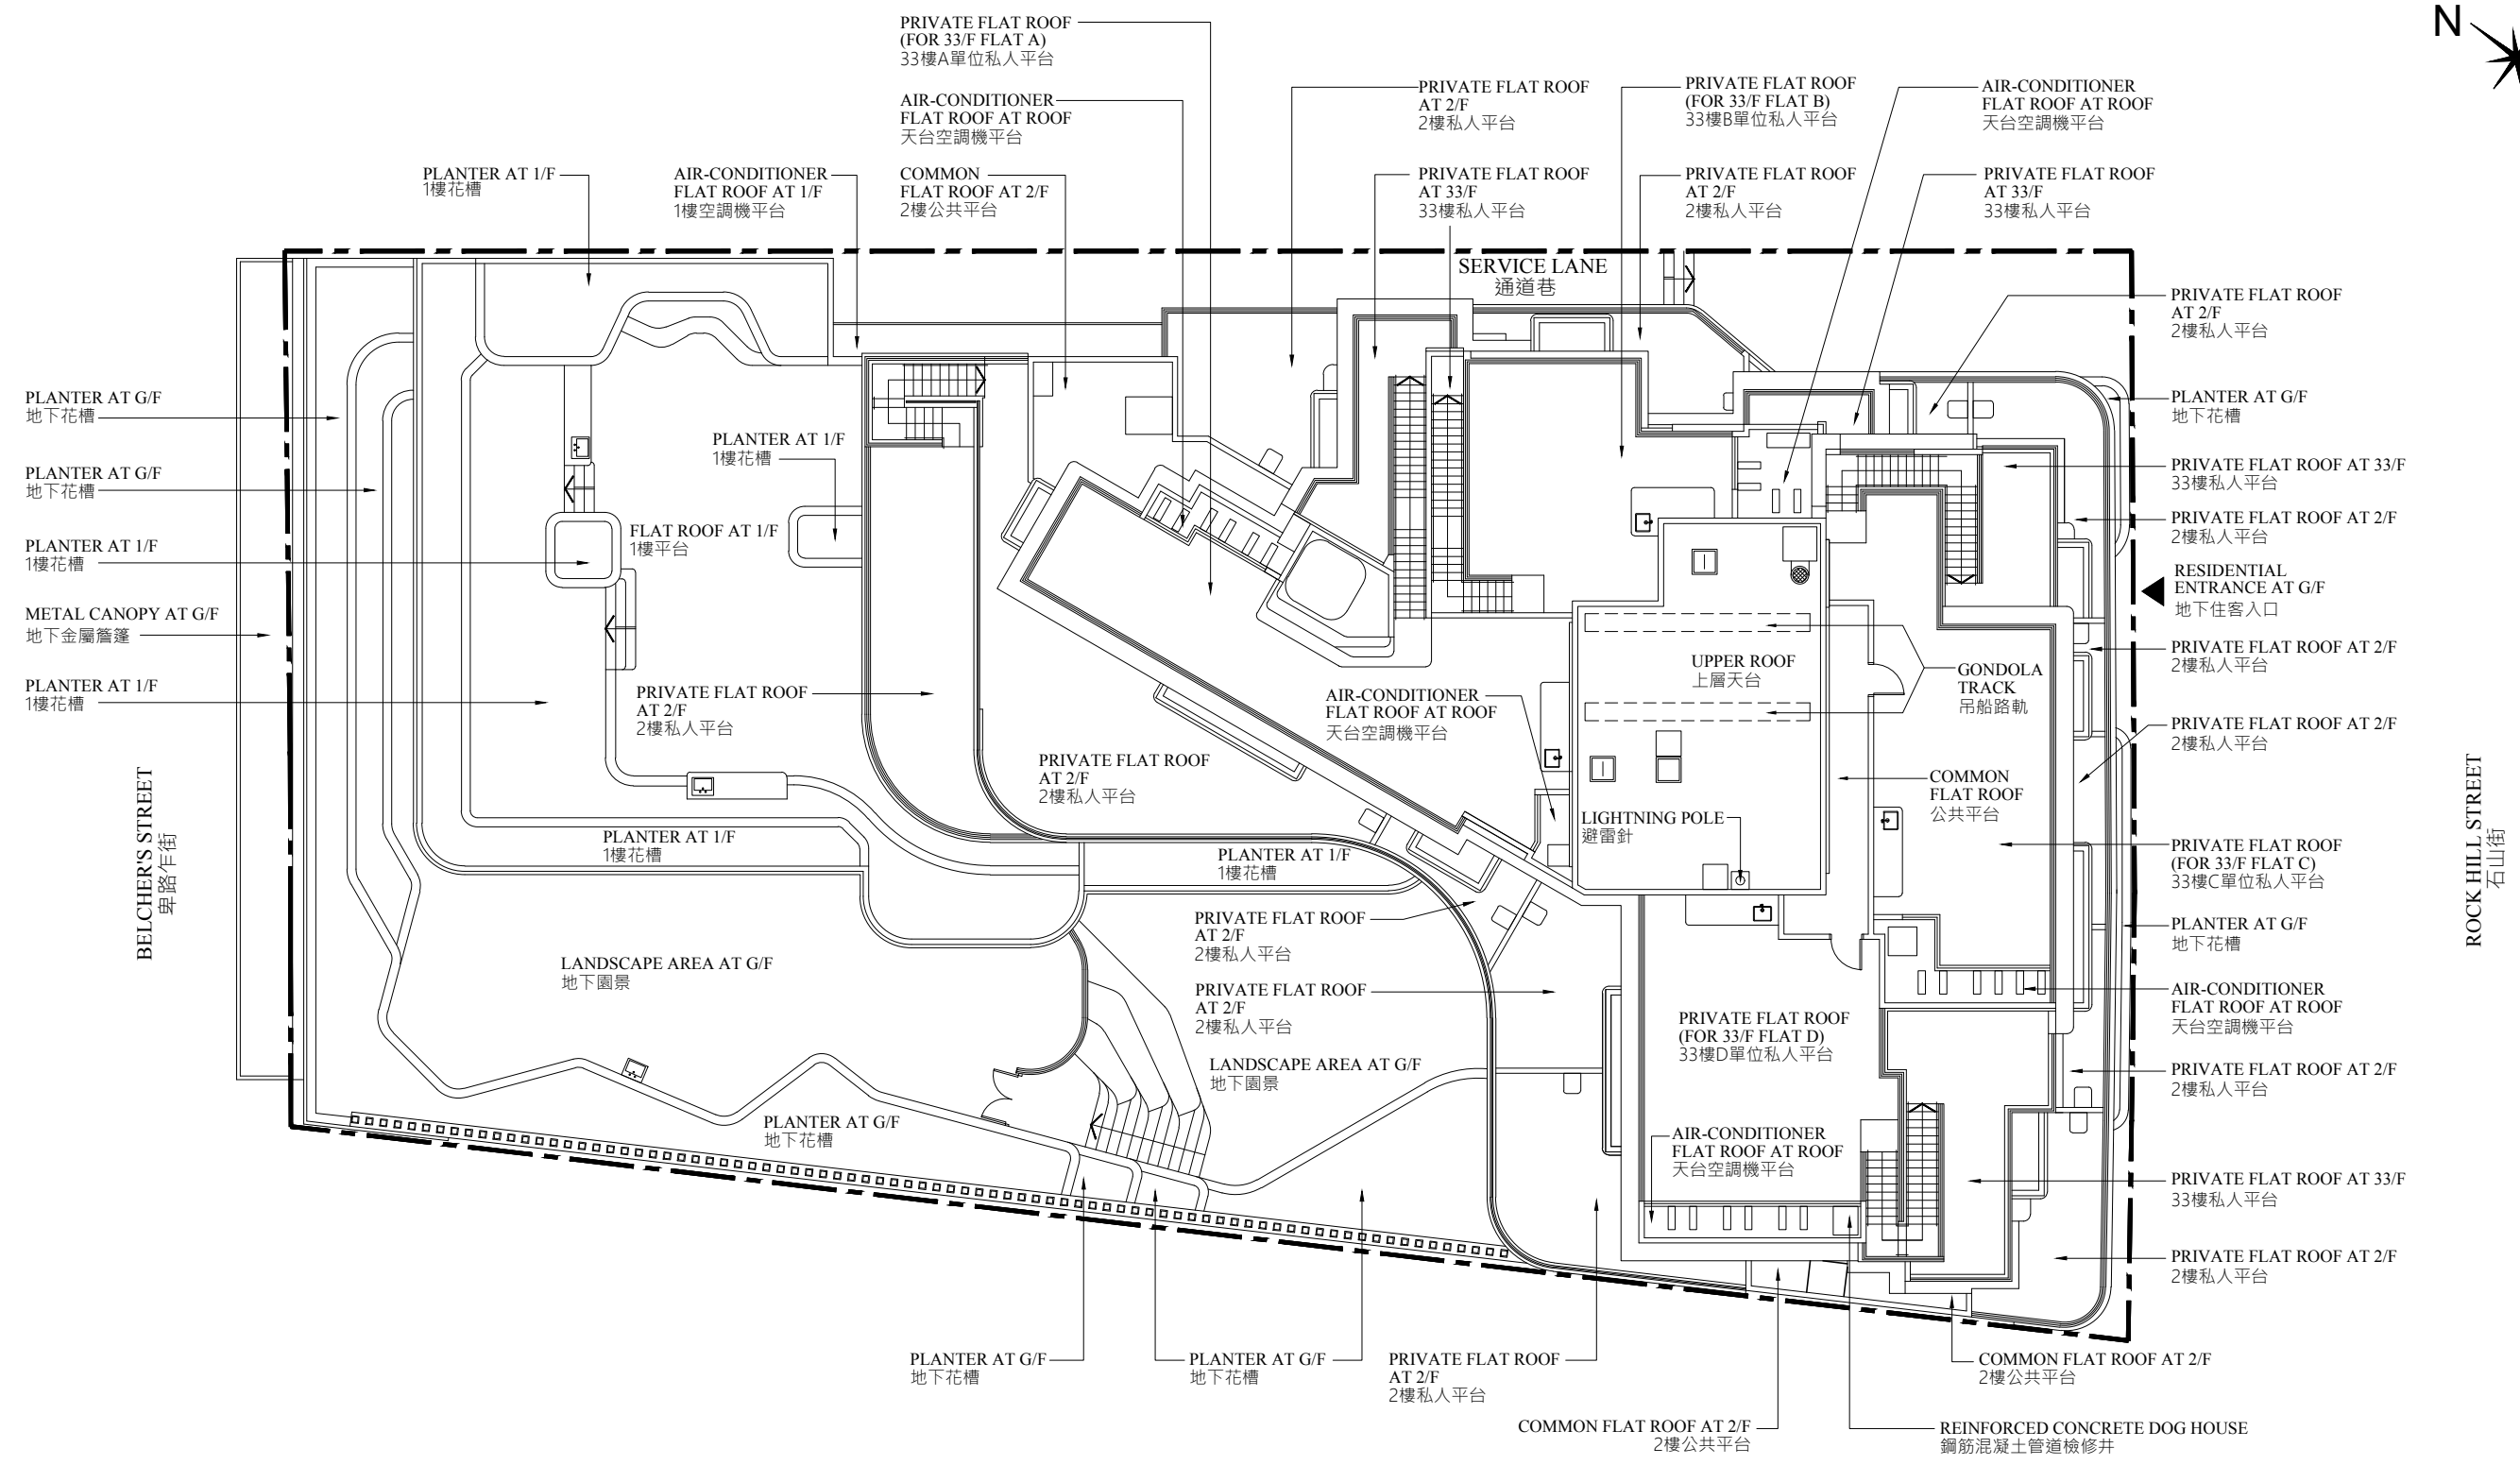 N
PRIVATE FLAT ROOF
(FOR 33/F FLAT A)
33樓A單位私人平台
AIR-CONDITIONER
FLAT ROOF AT ROOF
天台空調機平台
PRIVATE FLAT ROOF
AT 2/F
2樓私人平台
PRIVATE FLAT ROOF
(FOR 33/F FLAT B)
33樓B單位私人平台
AIR-CONDITIONER
FLAT ROOF AT ROOF
天台空調機平台
PLANTER AT 1/F
1樓花槽
AIR-CONDITIONER
FLAT ROOF AT 1/F
1樓空調機平台
COMMON
FLAT ROOF AT 2/F
2樓公共平台
PRIVATE FLAT ROOF
AT 33/F
33樓私人平台
PRIVATE FLAT ROOF
AT 2/F
2樓私人平台
PRIVATE FLAT ROOF
AT 33/F
33樓私人平台
SERVICE LANE
通道巷
PRIVATE FLAT ROOF
AT 2/F
2樓私人平台
PLANTER AT G/F
地下花槽
PLANTER AT G/F
地下花槽
PLANTER AT 1/F
1樓花槽
PLANTER AT G/F
地下花槽
PRIVATE FLAT ROOF AT 33/F
33樓私人平台
FLAT ROOF AT 1/F
1樓平台
PRIVATE FLAT ROOF AT 2/F
2樓私人平台
PLANTER AT 1/F
1樓花槽
RESIDENTIAL
ENTRANCE AT G/F
地下住客入口
METAL CANOPY AT G/F
地下金屬簷篷
PRIVATE FLAT ROOF AT 2/F
2樓私人平台
UPPER ROOF
上層天台
GONDOLA
TRACK
吊船路軌
PLANTER AT 1/F
1樓花槽
PRIVATE FLAT ROOF
AT 2/F
2樓私人平台
AIR-CONDITIONER
FLAT ROOF AT ROOF
天台空調機平台
PRIVATE FLAT ROOF AT 2/F
2樓私人平台
PRIVATE FLAT ROOF
AT 2/F
2樓私人平台
COMMON
FLAT ROOF
公共平台
BELCHER'S STREET
卑路乍街
ROCK HILL STREET
石山街
LIGHTNING POLE
避雷針
PLANTER AT 1/F
1樓花槽
PLANTER AT 1/F
1樓花槽
PRIVATE FLAT ROOF
(FOR 33/F FLAT C)
33樓C單位私人平台
PRIVATE FLAT ROOF
AT 2/F
2樓私人平台
PLANTER AT G/F
地下花槽
LANDSCAPE AREA AT G/F
地下園景
PRIVATE FLAT ROOF
AT 2/F
2樓私人平台
AIR-CONDITIONER
FLAT ROOF AT ROOF
天台空調機平台
PRIVATE FLAT ROOF
(FOR 33/F FLAT D)
33樓D單位私人平台
LANDSCAPE AREA AT G/F
地下園景
PRIVATE FLAT ROOF AT 2/F
2樓私人平台
PLANTER AT G/F
地下花槽
AIR-CONDITIONER
FLAT ROOF AT ROOF
天台空調機平台
PRIVATE FLAT ROOF AT 33/F
33樓私人平台
PRIVATE FLAT ROOF AT 2/F
2樓私人平台
PLANTER AT G/F
地下花槽
PLANTER AT G/F
地下花槽
PRIVATE FLAT ROOF
AT 2/F
2樓私人平台
COMMON FLAT ROOF AT 2/F
2樓公共平台
COMMON FLAT ROOF AT 2/F
2樓公共平台
REINFORCED CONCRETE DOG HOUSE
鋼筋混凝土管道檢修井